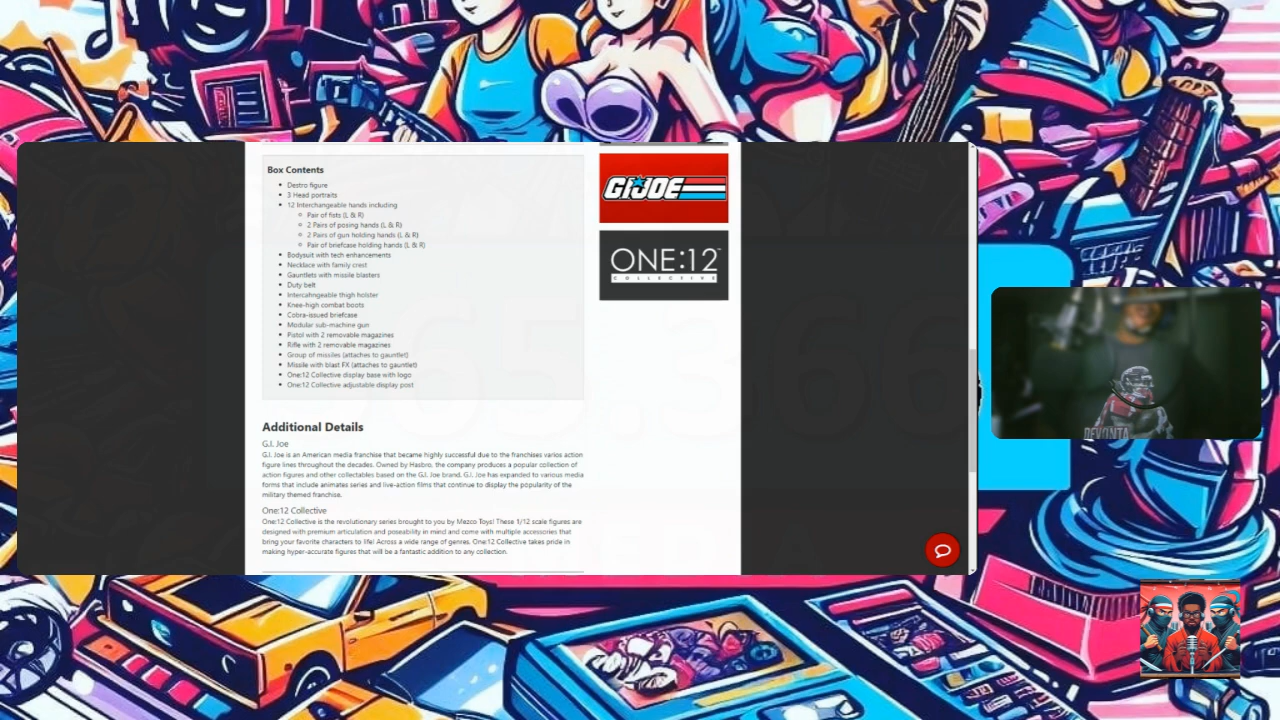 Box Contents
Destro figure
3 Head portraits
12 Interchangeable hands including
Pair of fists (L & R)
2 Pairs of posing hands (L & R)
2 Pairs of gun holding hands (L & R)
Pair of briefcase holding hands (L & R)
Bodysuit with tech enhancements
Necklace with family crest
Gauntlets with missile blasters
Duty belt
Intercahngeable thigh holster
Knee-high combat boots
Cobra-issued briefcase
Modular sub-machine gun
Pistol with 2 removable magazines
Rifle with 2 removable magazines
Group of missiles (attaches to gauntlet)
Missile with blast FX (attaches to gauntlet)
One:12 Collective display base with logo
One:12 Collective adjustable display post
GIJOE
ONE:12™
COLLECTIVE
Additional Details
G.I. Joe
G.I. Joe is an American media franchise that became highly successful due to the franchises varios action
figure lines throughout the decades. Owned by Hasbro, the company produces a popular collection of
action figures and other collectables based on the G.I. Joe brand. G.I. Joe has expanded to various media
forms that include animates series and live-action films that continue to display the popularity of the
military themed franchise.
One:12 Collective
One:12 Collective is the revolutionary series brought to you by Mezco Toys! These 1/12 scale figures are
designed with premium articulation and poseability in mind and come with multiple accessories that
bring your favorite characters to life! Across a wide range of genres. One:12 Collective takes pride in
making hyper-accurate figures that will be a fantastic addition to any collection.
DEVONTA